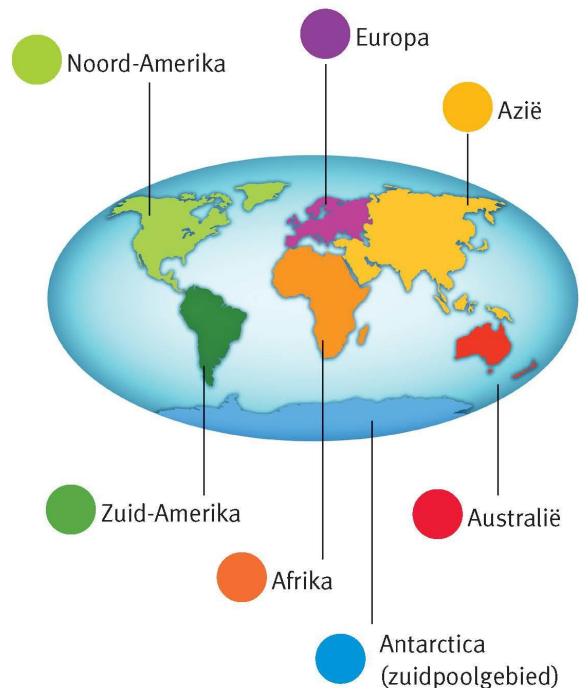 Europa
Noord-Amerika
Azië
Zuid-Amerika
Australië
Afrika
Antarctica
(zuidpoolgebied)